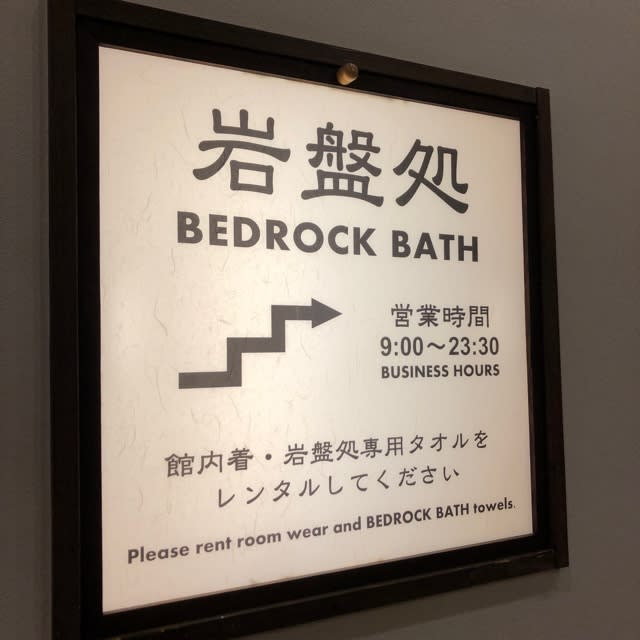 岩盤処
BEDROCK BATH
営業時間
9:00～23:30
BUSINESS HOURS
館内着・岩盤処専用タオルを
レンタルしてください
Please rent room wear and BEDROCK BATH towels.